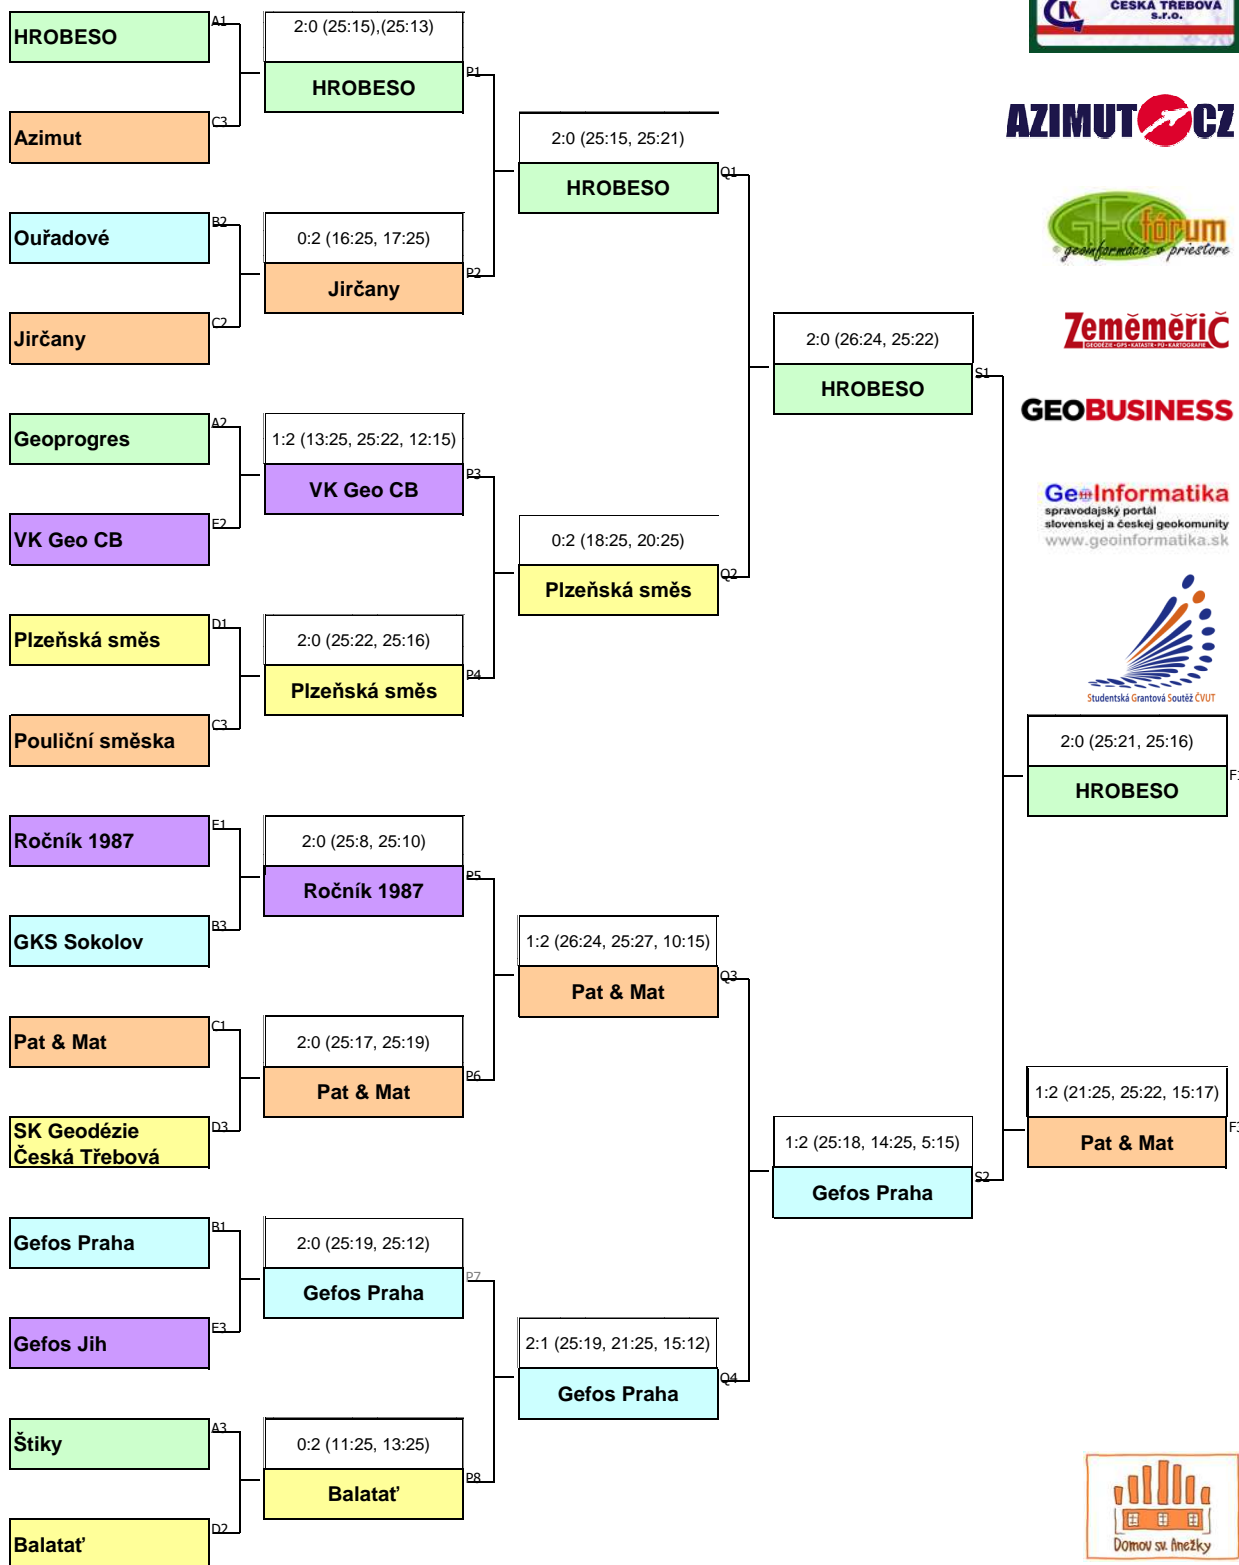 ČESKÁ TŘEBOVÁ
s.r.o.
HROBESO
A1
2:0 (25:15),(25:13)
HROBESO
P1
Azimut
C3
2:0 (25:15, 25:21)
HROBESO
Q1
AZIMUT CZ
Ouřadové
B2
0:2 (16:25, 17:25)
Jirčany
P2
Jirčany
C2
GEO fórum
geoinformácie o priestore
2:0 (26:24, 25:22)
HROBESO
S1
Zeměměřič
GEODÉZIE • GPS • KATASTR • PÚ • KARTOGRAFIE
GEOBUSINESS
Geoprogres
A2
1:2 (13:25, 25:22, 12:15)
VK Geo CB
P3
VK Geo CB
E2
0:2 (18:25, 20:25)
Plzeňská směs
Q2
GeoInformatika
spravodajský portál
slovenskej a českej geokomunity
www.geoinformatika.sk
Plzeňská směs
D1
2:0 (25:22, 25:16)
Plzeňská směs
P4
Pouliční směska
C3
Studentská Grantová Soutěž ČVUT
2:0 (25:21, 25:16)
HROBESO
Ročník 1987
E1
2:0 (25:8, 25:10)
Ročník 1987
P5
GKS Sokolov
B3
1:2 (26:24, 25:27, 10:15)
Pat & Mat
Q3
Pat & Mat
C1
2:0 (25:17, 25:19)
Pat & Mat
P6
SK Geodézie
Česká Třebová
D3
1:2 (25:18, 14:25, 5:15)
Gefos Praha
S2
1:2 (21:25, 25:22, 15:17)
Pat & Mat
Gefos Praha
B1
2:0 (25:19, 25:12)
Gefos Praha
P7
Gefos Jih
E3
2:1 (25:19, 21:25, 15:12)
Gefos Praha
Q4
Štiky
A3
0:2 (11:25, 13:25)
Balatať
P8
Balatať
D2
Domov sv. Anežky